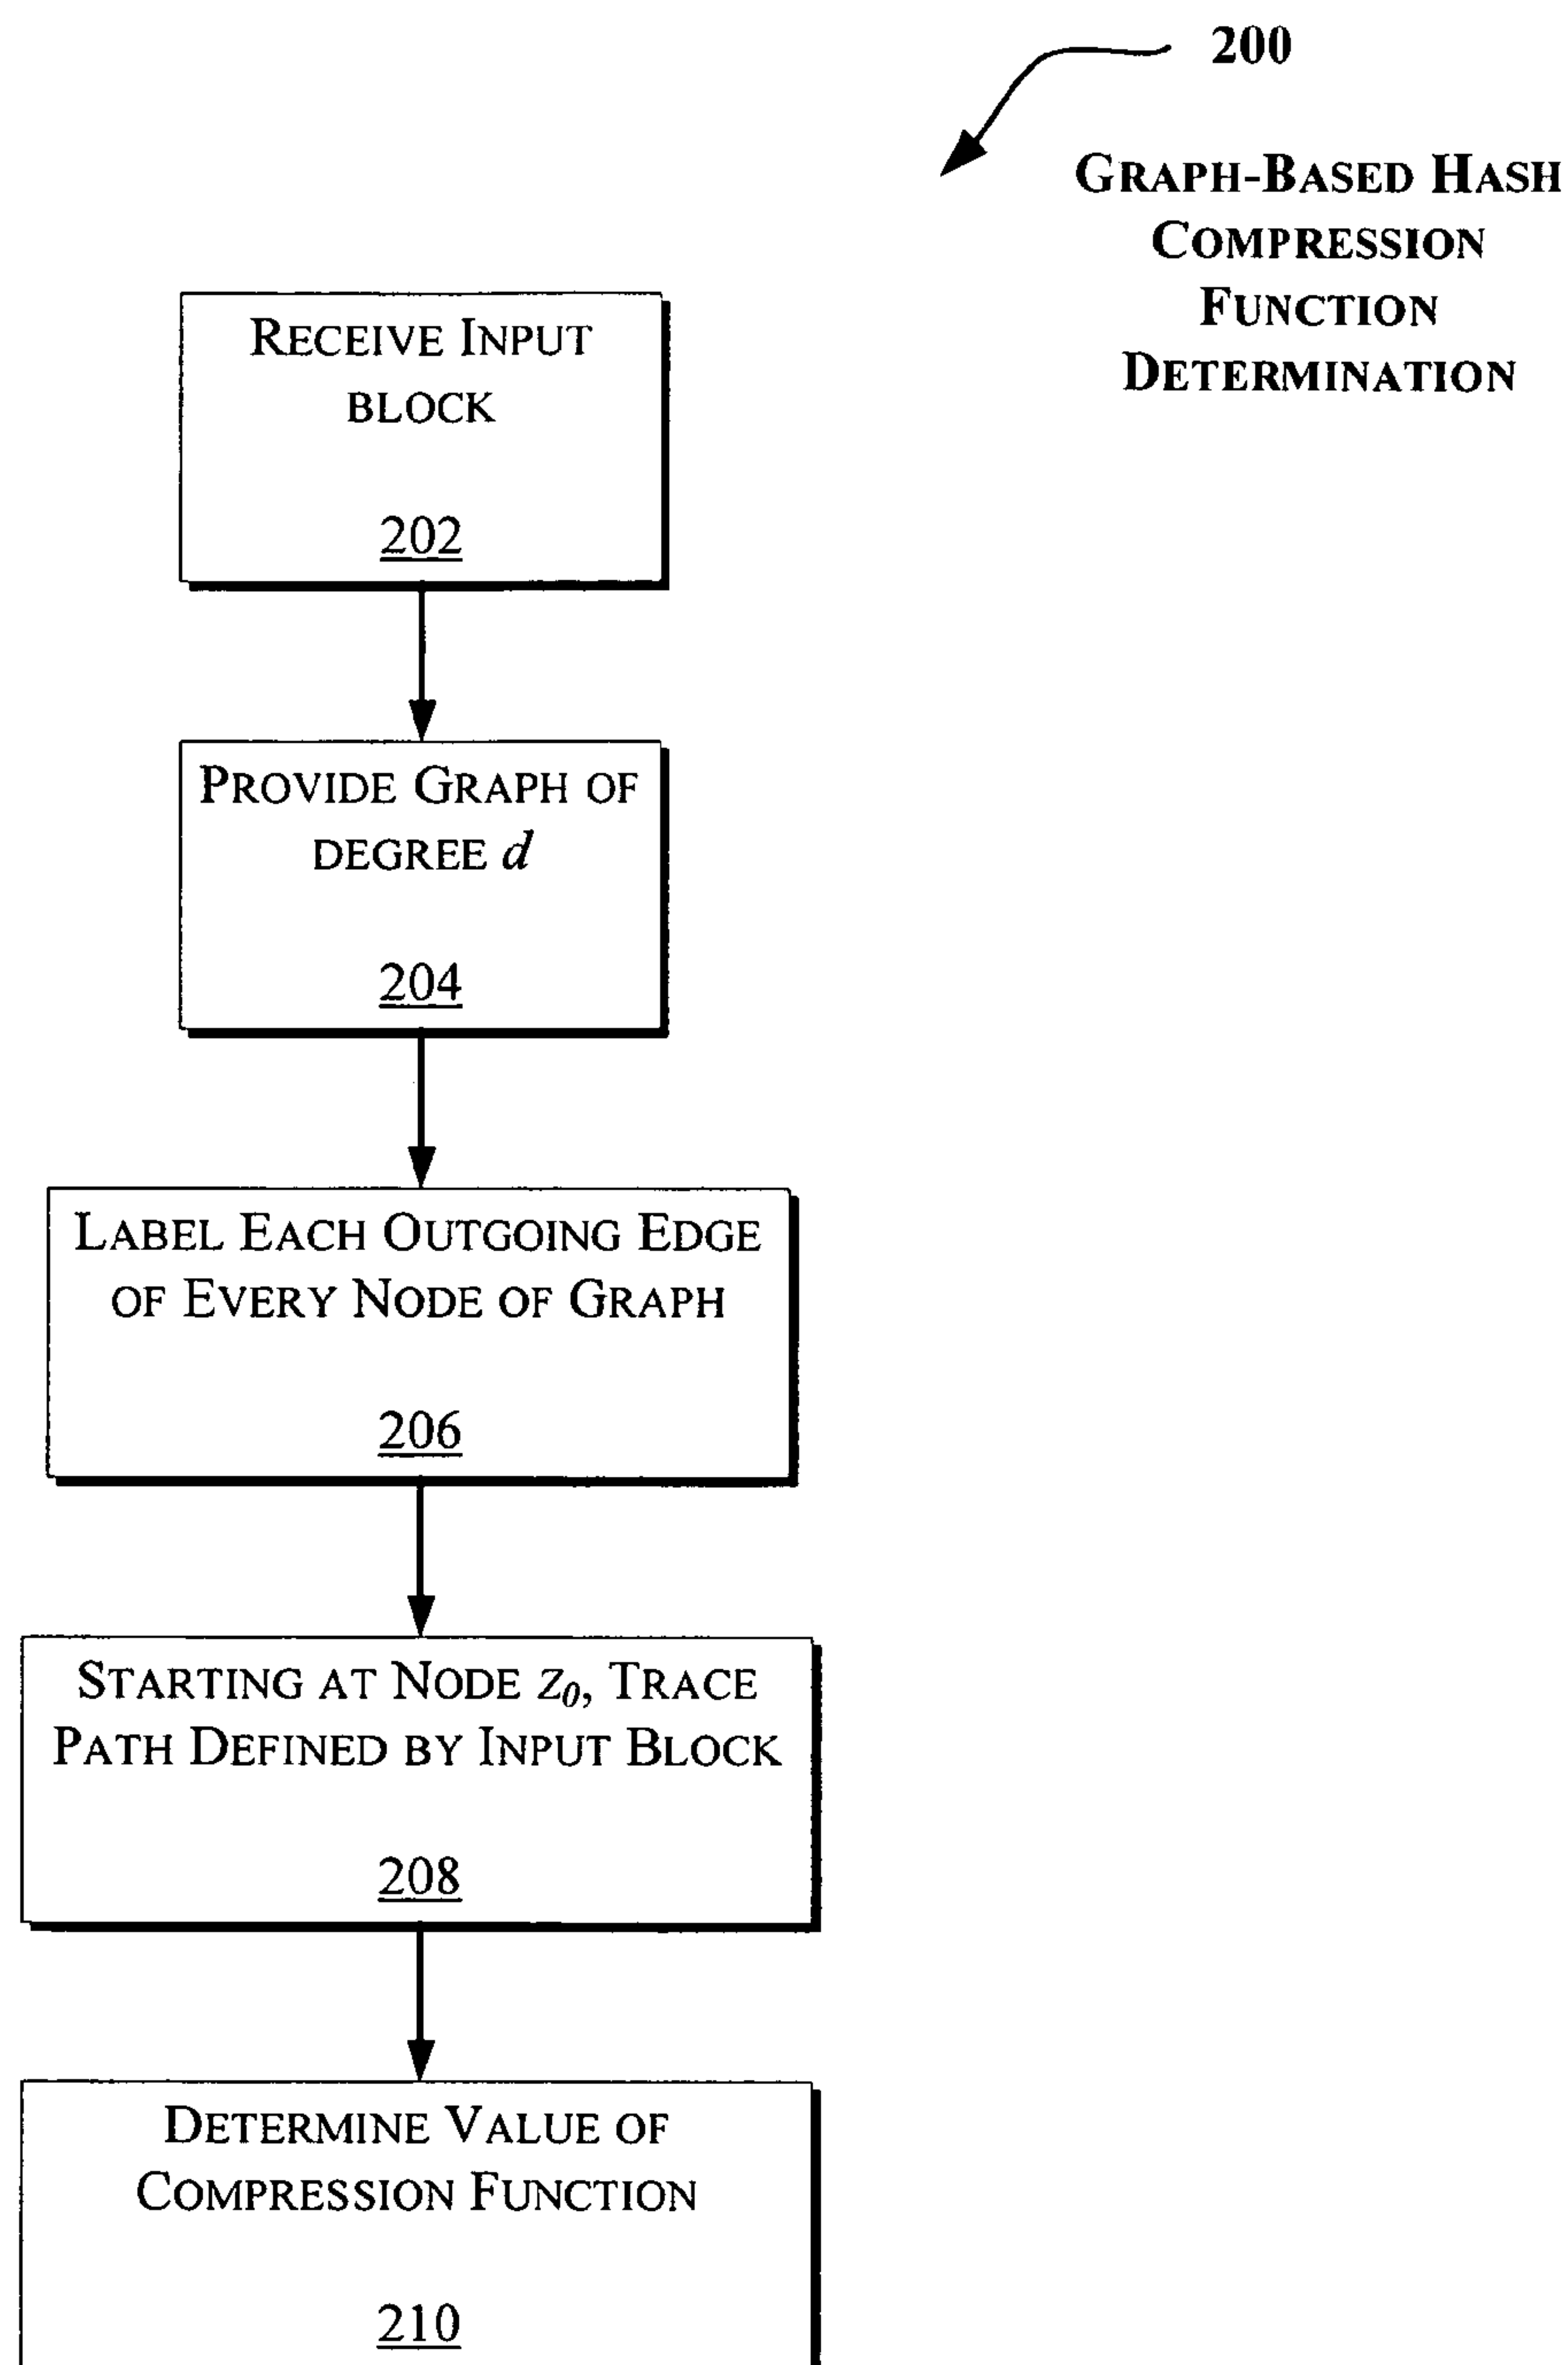 200
GRAPH-BASED HASH
COMPRESSION
FUNCTION
DETERMINATION
RECEIVE INPUT
BLOCK
202
PROVIDE GRAPH OF
DEGREE d
204
LABEL EACH OUTGOING EDGE
OF EVERY NODE OF GRAPH
206
STARTING AT NODE z0, TRACE
PATH DEFINED BY INPUT BLOCK
208
DETERMINE VALUE OF
COMPRESSION FUNCTION
210